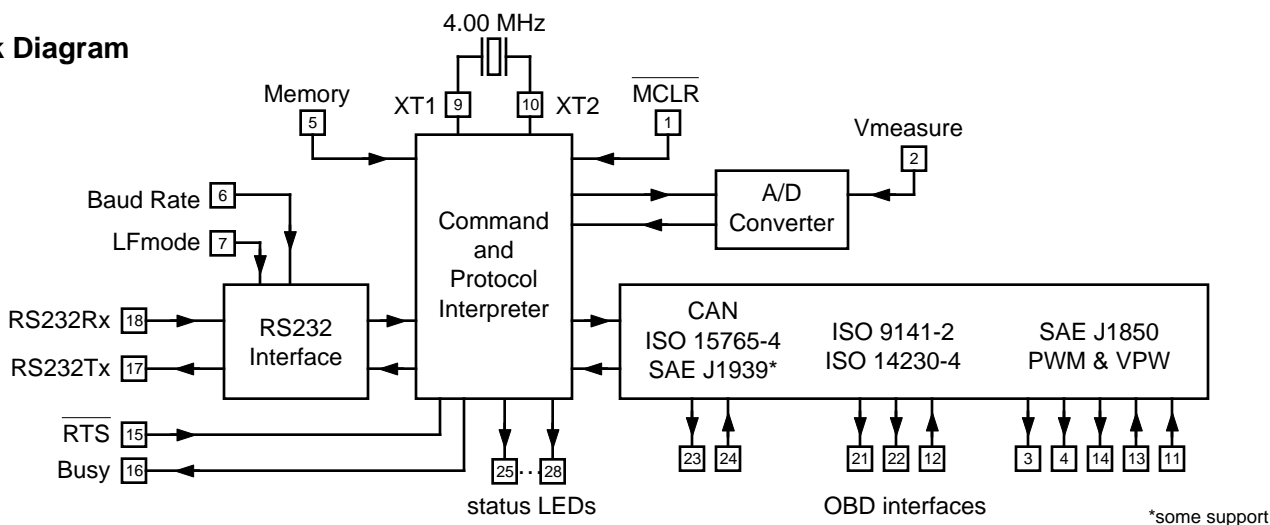 k Diagram
4.00 MHz
Memory
5
XT1
9
10
XT2
MCLR
1
Vmeasure
2
Baud Rate
6
LFmode
7
A/D
Converter
Command
and
Protocol
Interpreter
RS232Rx
18
RS232Tx
17
RS232
Interface
CAN
ISO 15765-4
SAE J1939*
ISO 9141-2
ISO 14230-4
SAE J1850
PWM & VPW
RTS
15
Busy
16
25...28
status LEDs
23
24
21
22
12
3
4
14
13
11
OBD interfaces
*some support